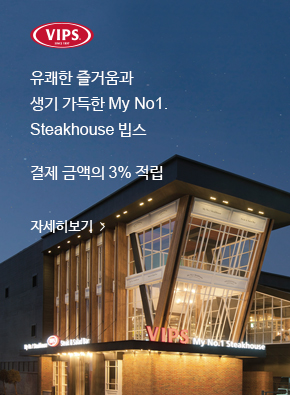 VIPS
SINCE 1997
유쾌한 즐거움과
생기 가득한 My No1.
Steakhouse 빕스
결제 금액의 3% 적립
자세히보기 >
VIPS My No.1 Steakhouse